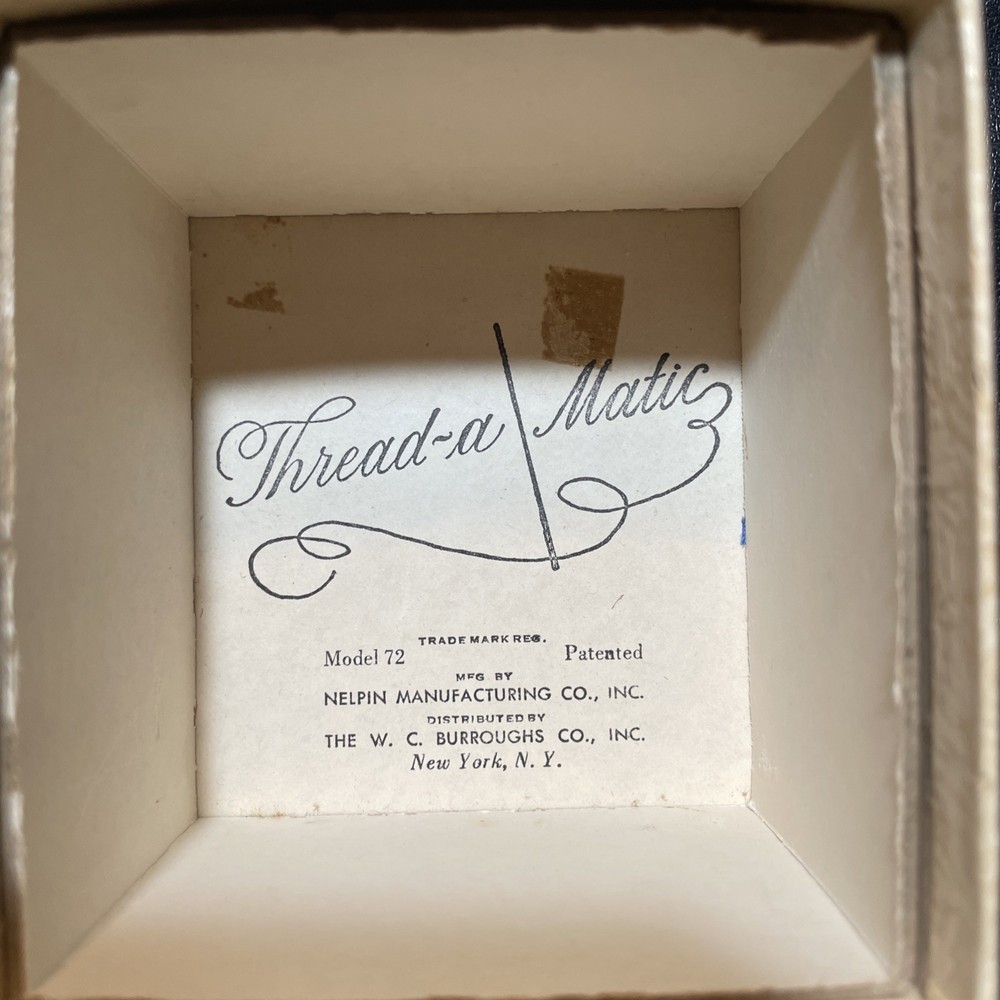 Thread-a Matic
TRADE MARK REG.
Model 72 Patented
MFG BY
NELPIN MANUFACTURING CO., INC.
DISTRIBUTED BY
THE W. C. BURROUGHS CO., INC.
New York, N. Y.